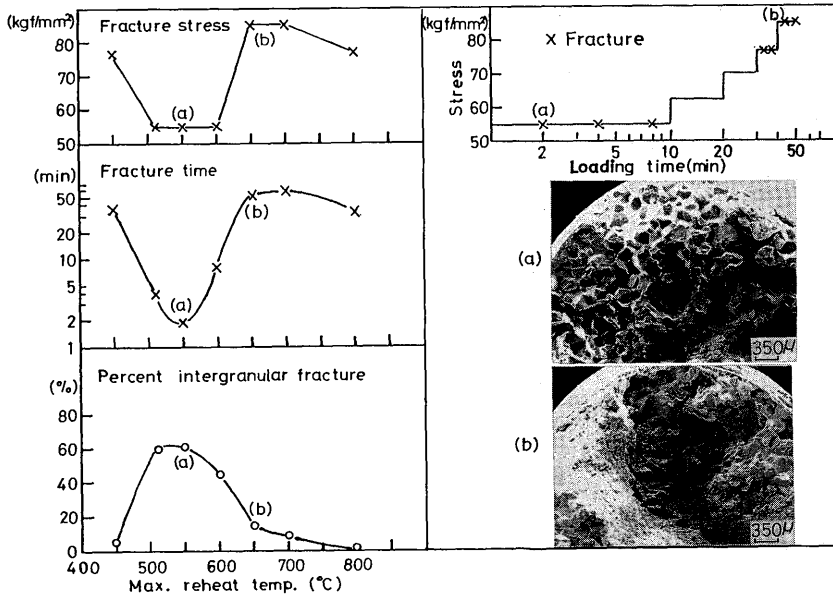 (kgf/mm²) Fracture stress
80
70
60
50
(a)
(b)
(min) Fracture time
50
20
10
5
2
1
(a)
(b)
(%) Percent intergranular fracture
80
60
40
20
0
(a)
(b)
400 500 600 700 800
Max. reheat temp. (°C)
(kgf/mm²)
× Fracture
(b)
Stress
80
70
60
50
(a)
2 5 10 20 50
Loading time(min)
(a)
350μ
(b)
350μ